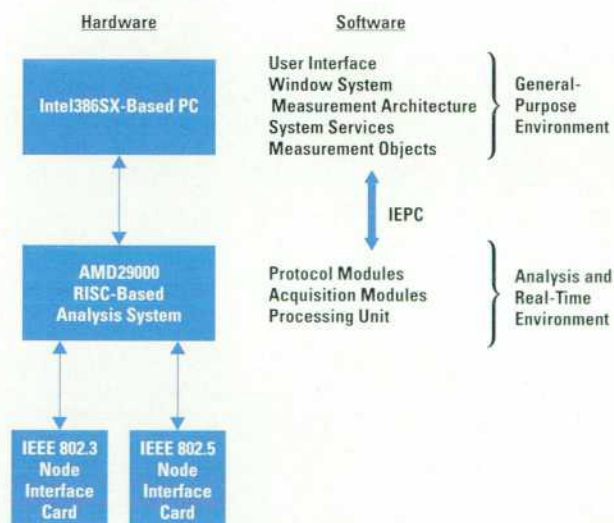 Hardware
Intel386SX-Based PC
AMD29000
RISC-Based
Analysis System
IEEE 802.3
Node
Interface
Card
IEEE 802.5
Node
Interface
Card
Software
User Interface
Window System
Measurement Architecture
System Services
Measurement Objects
General-
Purpose
Environment
IEPC
Protocol Modules
Acquisition Modules
Processing Unit
Analysis and
Real-Time
Environment